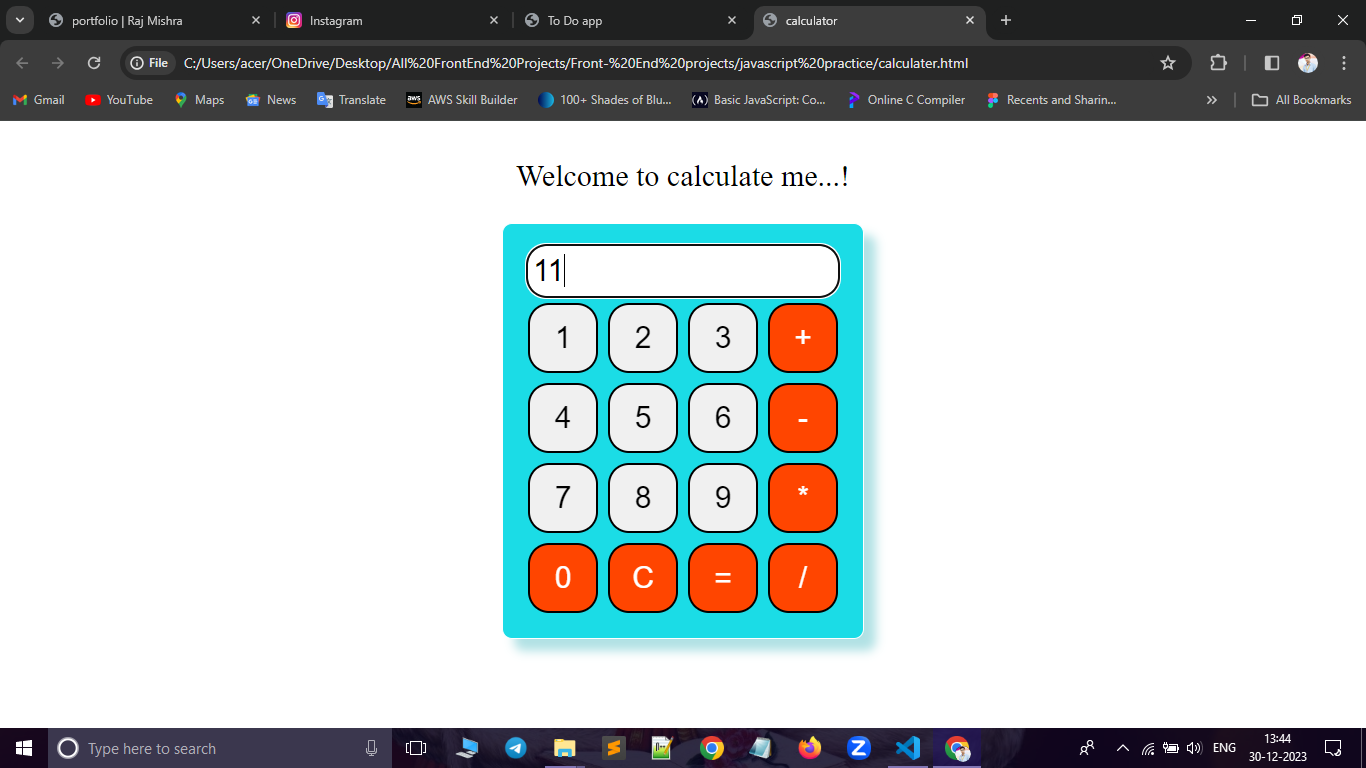 portfolio | Raj Mishra
Instagram
To Do app
calculator
File C:/Users/acer/OneDrive/Desktop/All%20FrontEnd%20Projects/Front-%20End%20projects/javascript%20practice/calculater.html
Gmail YouTube Maps News Translate aws AWS Skill Builder 100+ Shades of Blu... Basic JavaScript: Co... Online C Compiler Recents and Sharin... » All Bookmarks
Welcome to calculate me...!
11
1 2 3 +
4 5 6 -
7 8 9 *
0 C = /
Type here to search
ENG
13:44
30-12-2023